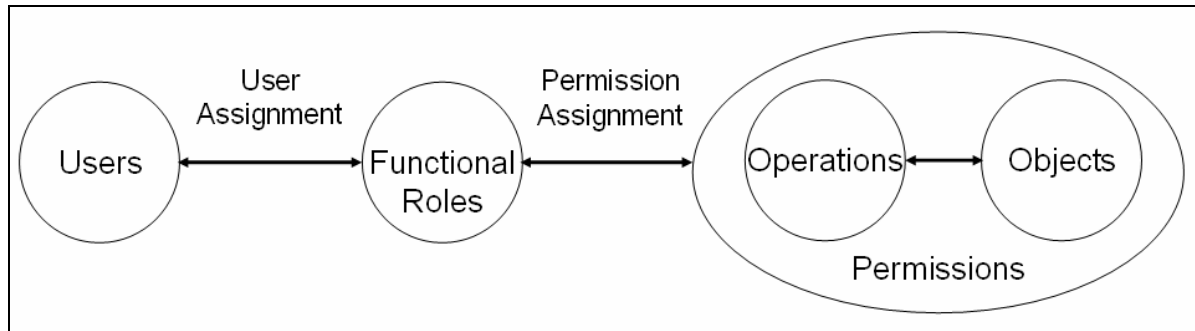 User
Assignment
Permission
Assignment
Users
Functional
Roles
Operations
Objects
Permissions